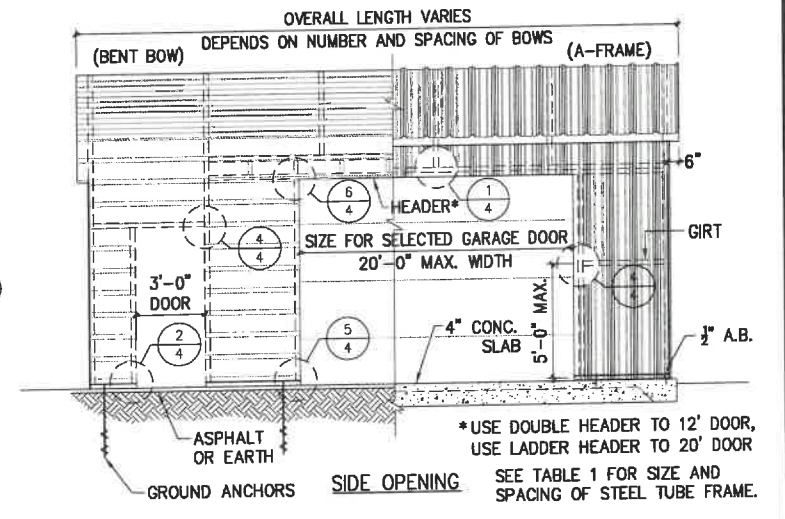 OVERALL LENGTH VARIES
DEPENDS ON NUMBER AND SPACING OF BOWS
(BENT BOW)
(A-FRAME)
6"
6
4
HEADER*
1
4
4
4
SIZE FOR SELECTED GARAGE DOOR
20'-0" MAX. WIDTH
GIRT
4
4
3'-0"
DOOR
5'-0" MAX.
2
4
5
4
4" CONC.
SLAB
½" A.B.
ASPHALT
OR EARTH
*USE DOUBLE HEADER TO 12' DOOR,
USE LADDER HEADER TO 20' DOOR
GROUND ANCHORS
SIDE OPENING
SEE TABLE 1 FOR SIZE AND
SPACING OF STEEL TUBE FRAME.